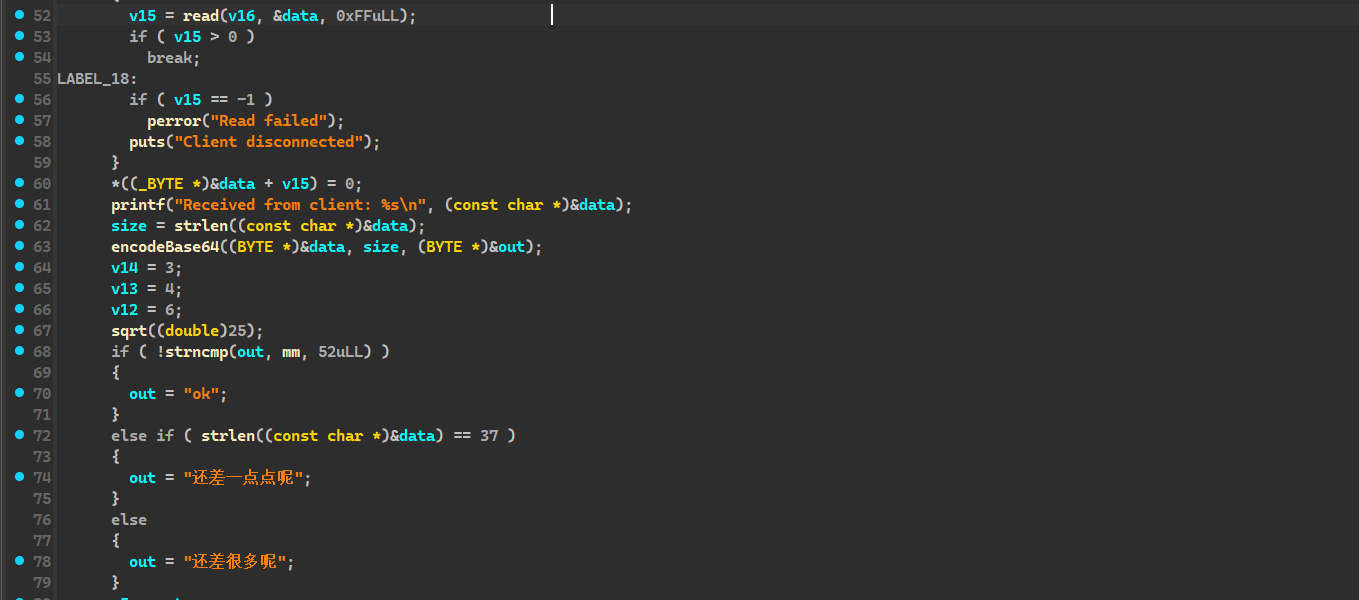 52 v15 = read(v16, &data, 0xFFuLL);
53 if ( v15 > 0 )
54 break;
55 LABEL_18:
56 if ( v15 == -1 )
57 perror("Read failed");
58 puts("Client disconnected");
59 }
60 *((_BYTE *)&data + v15) = 0;
61 printf("Received from client: %s\n", (const char *)&data);
62 size = strlen((const char *)&data);
63 encodeBase64((BYTE *)&data, size, (BYTE *)&out);
64 v14 = 3;
65 v13 = 4;
66 v12 = 6;
67 sqrt((double)25);
68 if ( !strncmp(out, mm, 52uLL) )
69 {
70 out = "ok";
71 }
72 else if ( strlen((const char *)&data) == 37 )
73 {
74 out = "还差一点点呢";
75 }
76 else
77 {
78 out = "还差很多呢";
79 }